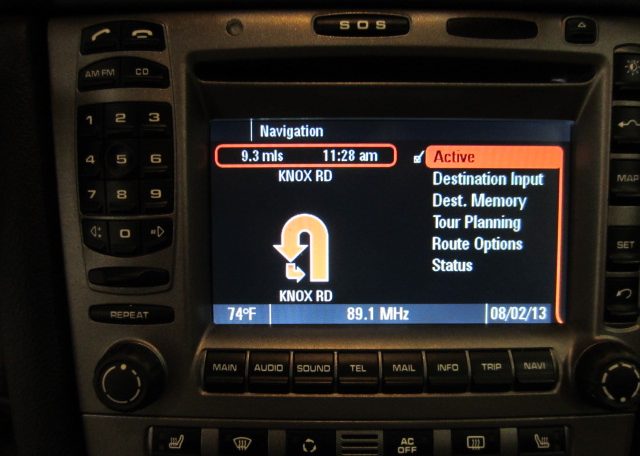 SOS
AM FM CD
1 2 3
4 5 6
7 8 9
0
REPEAT
Navigation
9.3 mls 11:28 am
KNOX RD
KNOX RD
Active
Destination Input
Dest. Memory
Tour Planning
Route Options
Status
74°F 89.1 MHz 08/02/13
MAP
SET
MAIN AUDIO SOUND TEL MAIL INFO TRIP NAVI
AC
OFF